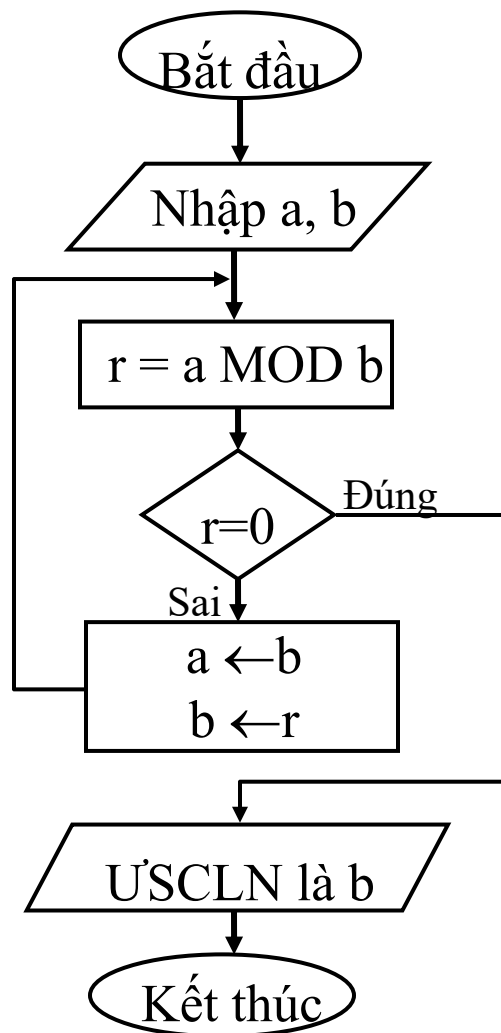 Bắt đầu
Nhập a, b
r = a MOD b
Đúng
r=0
Sai
a ←b
b ←r
ƯSCLN là b
Kết thúc